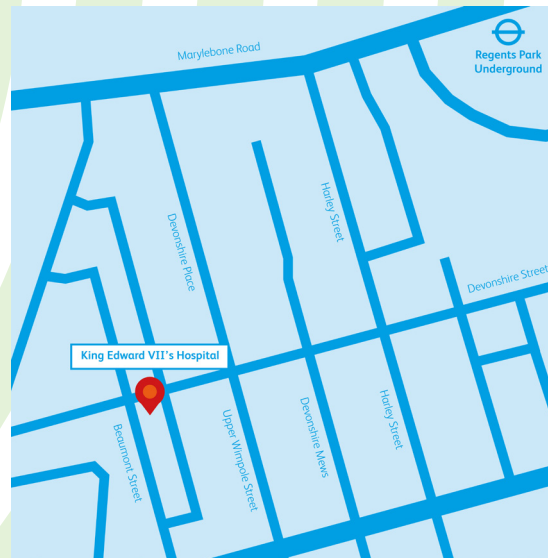 Marylebone Road
Regents Park
Underground
Harley Street
Devonshire Place
Devonshire Street
King Edward VII's Hospital
Beaumont Street
Upper Wimpole Street
Devonshire Mews
Harley Street